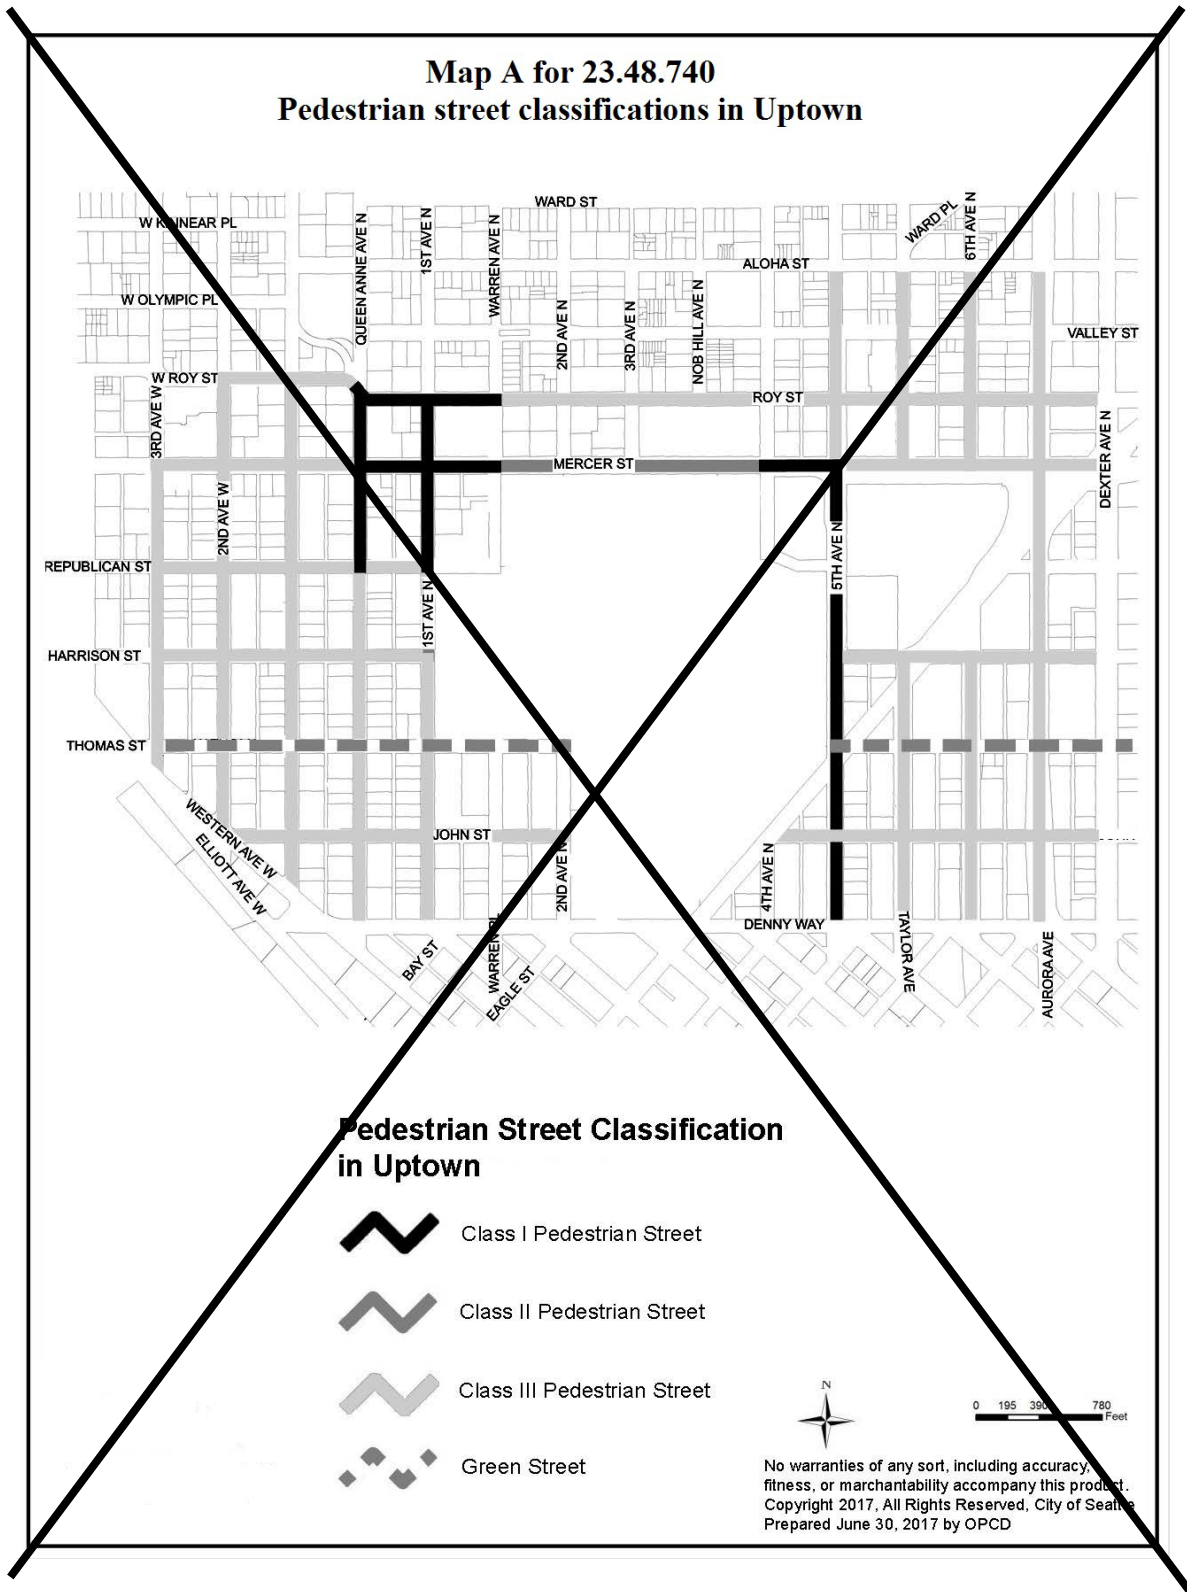 Map A for 23.48.740
Pedestrian street classifications in Uptown
WARD ST
W KINNEAR PL
QUEEN ANNE AVE N
1ST AVE N
WARREN AVE N
WARD PL
6TH AVE N
ALOHA ST
W OLYMPIC PL
2ND AVE N
3RD AVE N
NOB HILL AVE N
VALLEY ST
W ROY ST
3RD AVE W
ROY ST
DEXTER AVE N
MERCER ST
2ND AVE W
5TH AVE N
REPUBLICAN ST
1ST AVE N
HARRISON ST
THOMAS ST
WESTERN AVE W
ELLIOTT AVE W
JOHN ST
2ND AVE N
4TH AVE N
DENNY WAY
TAYLOR AVE
AURORA AVE
BAY ST
WARREN PL
EAGLE ST
Pedestrian Street Classification
in Uptown
Class I Pedestrian Street
Class II Pedestrian Street
Class III Pedestrian Street
Green Street
N
0 195 390 780
Feet
No warranties of any sort, including accuracy,
fitness, or marchantability accompany this product.
Copyright 2017, All Rights Reserved, City of Seattle
Prepared June 30, 2017 by OPCD